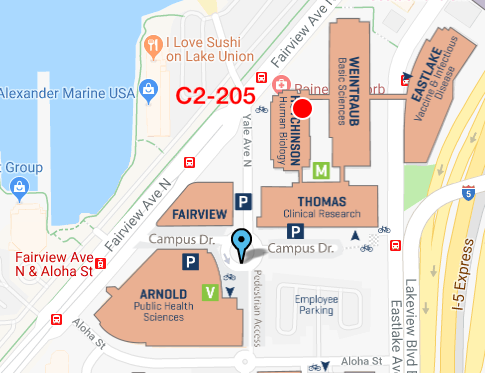 I Love Sushi
on Lake Union
Fairview Ave N
Alexander Marine USA
C2-205
WEINTRAUB
Basic Sciences
EASTLAKE
Vaccine & Infectious
Disease
HUTCHINSON
Human Biology
Yale Ave N
t Group
M
THOMAS
Clinical Research
FAIRVIEW
P
P
5
Fairview Ave N
Campus Dr.
Campus Dr.
Fairview Ave
N & Aloha St
P
ARNOLD
Public Health
Sciences
V
Pedestrian Access
Employee
Parking
Lakeview Blvd E
Eastlake Ave
I-5 Express
Aloha St
Aloha St